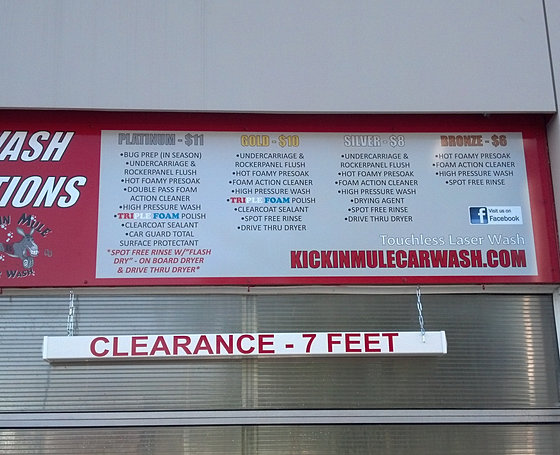 WASH
OPTIONS
Kickin Mule
Car Wash
PLATINUM - $11
•BUG PREP (IN SEASON)
•UNDERCARRIAGE &
ROCKERPANEL FLUSH
•HOT FOAMY PRESOAK
•DOUBLE PASS FOAM
ACTION CLEANER
•HIGH PRESSURE WASH
•TRIPLE FOAM POLISH
•CLEARCOAT SEALANT
•CAR GUARD TOTAL
SURFACE PROTECTANT
*SPOT FREE RINSE W/"FLASH
DRY" - ON BOARD DRYER
& DRIVE THRU DRYER*
GOLD - $10
•UNDERCARRIAGE &
ROCKERPANEL FLUSH
•HOT FOAMY PRESOAK
•FOAM ACTION CLEANER
•HIGH PRESSURE WASH
•TRIPLE FOAM POLISH
•CLEARCOAT SEALANT
•SPOT FREE RINSE
•DRIVE THRU DRYER
SILVER - $8
•UNDERCARRIAGE &
ROCKERPANEL FLUSH
•HOT FOAMY PRESOAK
•FOAM ACTION CLEANER
•HIGH PRESSURE WASH
•DRYING AGENT
•SPOT FREE RINSE
•DRIVE THRU DRYER
BRONZE - $6
•HOT FOAMY PRESOAK
•FOAM ACTION CLEANER
•HIGH PRESSURE WASH
•SPOT FREE RINSE
f Visit us on
Facebook
Touchless Laser Wash
KICKINMULECARWASH.COM
CLEARANCE - 7 FEET